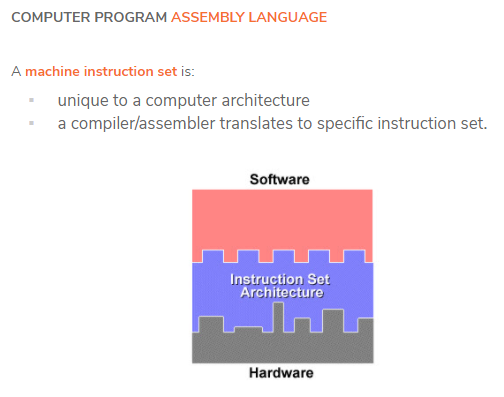 COMPUTER PROGRAM ASSEMBLY LANGUAGE
A machine instruction set is:
unique to a computer architecture
a compiler/assembler translates to specific instruction set.
Software
Instruction Set
Architecture
Hardware